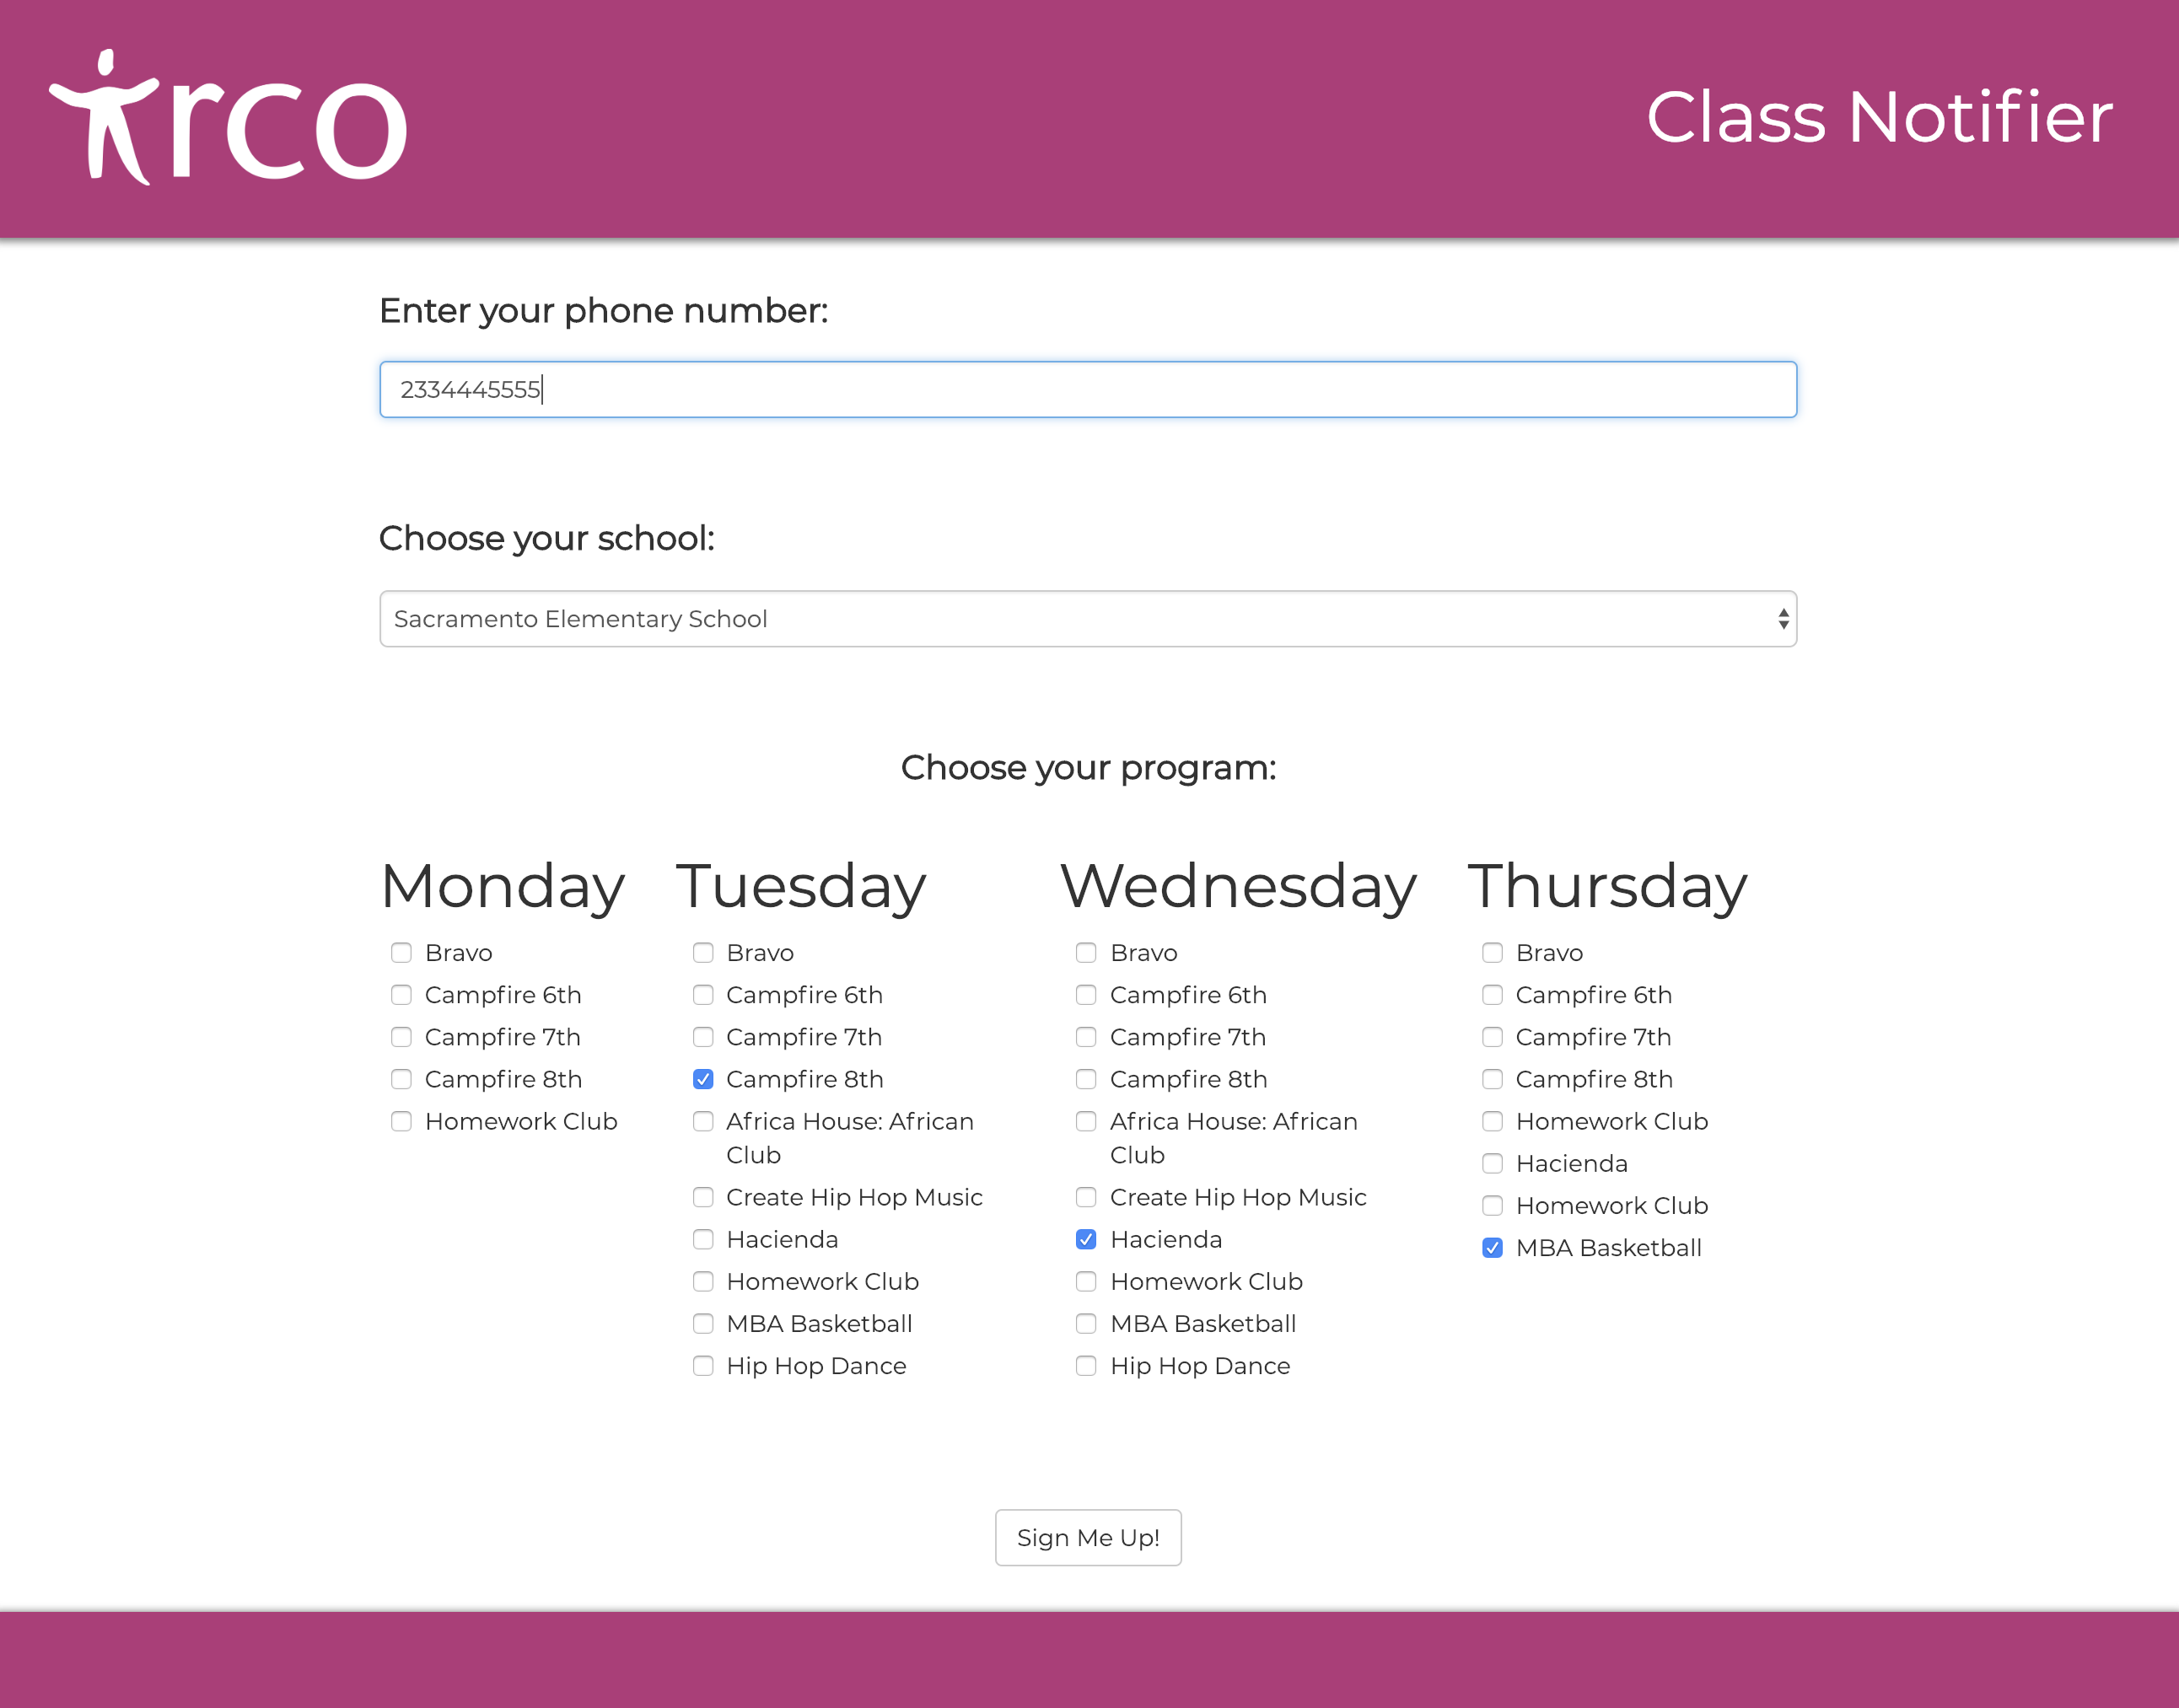 irco
Class Notifier
Enter your phone number:
2334445555
Choose your school:
Sacramento Elementary School
Choose your program:
Monday
Bravo
Campfire 6th
Campfire 7th
Campfire 8th
Homework Club
Tuesday
Bravo
Campfire 6th
Campfire 7th
Campfire 8th
Africa House: African
Club
Create Hip Hop Music
Hacienda
Homework Club
MBA Basketball
Hip Hop Dance
Wednesday
Bravo
Campfire 6th
Campfire 7th
Campfire 8th
Africa House: African
Club
Create Hip Hop Music
Hacienda
Homework Club
MBA Basketball
Hip Hop Dance
Thursday
Bravo
Campfire 6th
Campfire 7th
Campfire 8th
Homework Club
Hacienda
Homework Club
MBA Basketball
Sign Me Up!